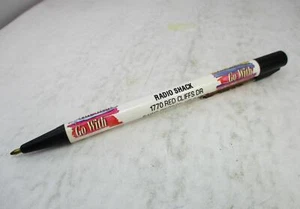 RADIO SHACK
1770 RED CLIFFS DR
Go With
Go With